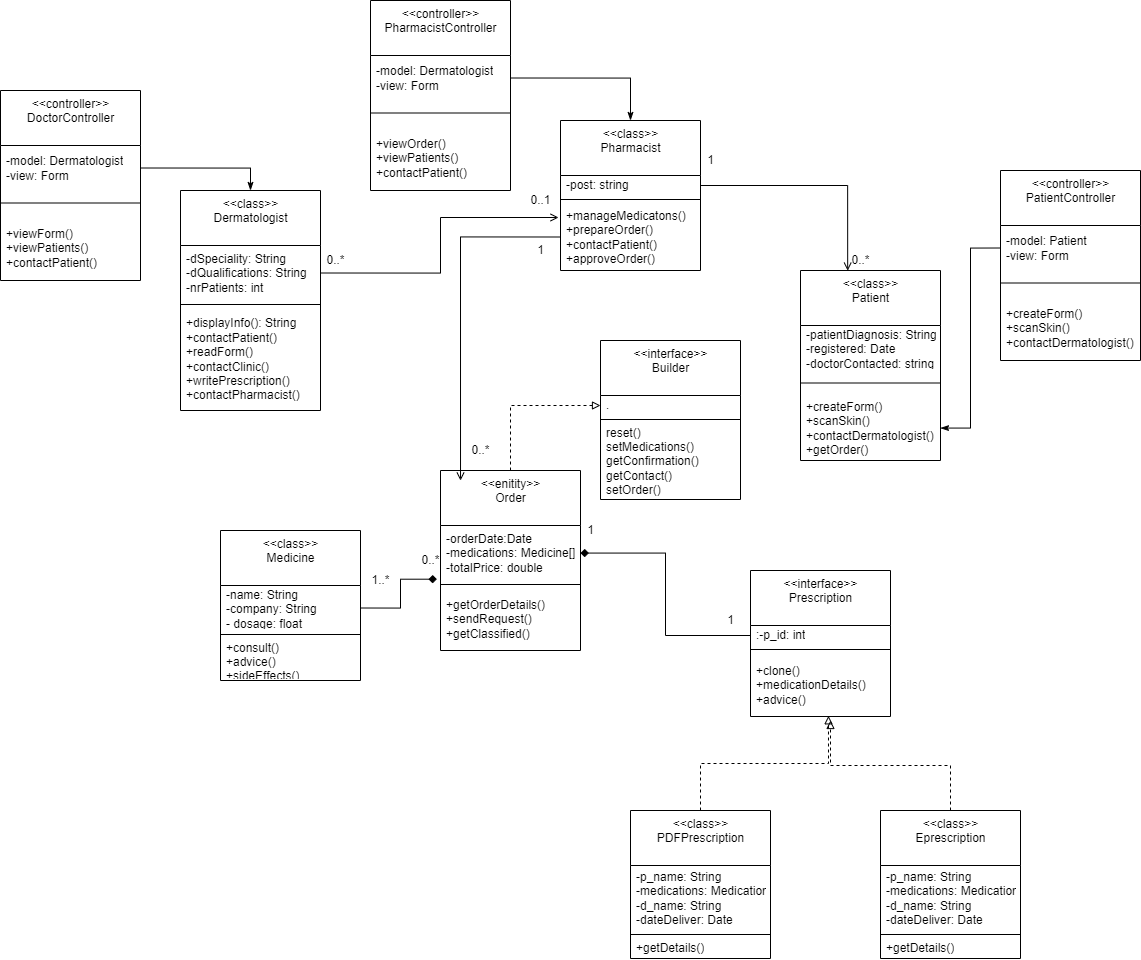 <<controller>>
PharmacistController
-model: Dermatologist
-view: Form
+viewOrder()
+viewPatients()
+contactPatient()
<<controller>>
DoctorController
-model: Dermatologist
-view: Form
+viewForm()
+viewPatients()
+contactPatient()
<<class>>
Pharmacist
-post: string
+manageMedicatons()
+prepareOrder()
+contactPatient()
+approveOrder()
1
0..1
1
<<controller>>
PatientController
-model: Patient
-view: Form
+createForm()
+scanSkin()
+contactDermatologist()
<<class>>
Dermatologist
-dSpeciality: String
-dQualifications: String
-nrPatients: int
+displayInfo(): String
+contactPatient()
+readForm()
+contactClinic()
+writePrescription()
+contactPharmacist()
0..*
0..*
<<class>>
Patient
-patientDiagnosis: String
-registered: Date
-doctorContacted: string
+createForm()
+scanSkin()
+contactDermatologist()
+getOrder()
<<interface>>
Builder
.
reset()
setMedications()
getConfirmation()
getContact()
setOrder()
0..*
<<enitity>>
Order
-orderDate:Date
-medications: Medicine[]
-totalPrice: double
+getOrderDetails()
+sendRequest()
+getClassified()
1
0..*
1..*
<<class>>
Medicine
-name: String
-company: String
- dosage: float
+consult()
+advice()
+sideEffects()
1
<<interface>>
Prescription
:-p_id: int
+clone()
+medicationDetails()
+advice()
<<class>>
PDFPrescription
-p_name: String
-medications: Medication
-d_name: String
-dateDeliver: Date
+getDetails()
<<class>>
Eprescription
-p_name: String
-medications: Medication
-d_name: String
-dateDeliver: Date
+getDetails()